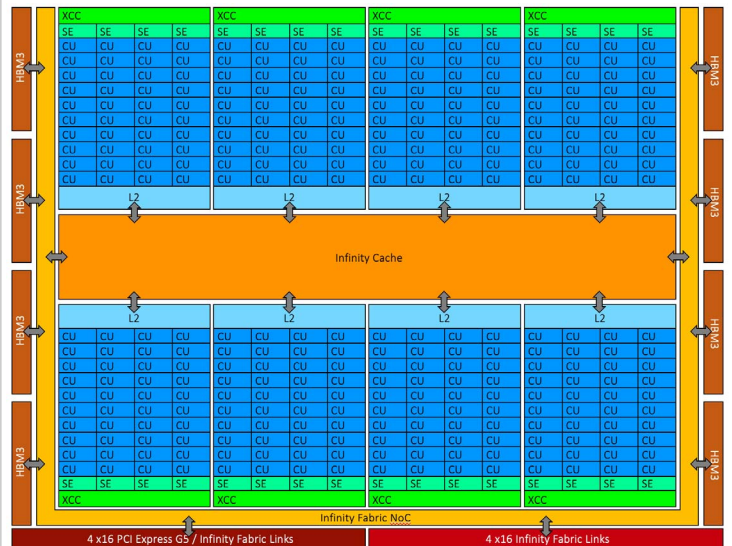 HBM3
HBM3
HBM3
HBM3
XCC XCC XCC XCC
SE SE SE SE SE SE SE SE SE SE SE SE SE SE SE SE
CU CU CU CU CU CU CU CU CU CU CU CU CU CU CU CU
CU CU CU CU CU CU CU CU CU CU CU CU CU CU CU CU
CU CU CU CU CU CU CU CU CU CU CU CU CU CU CU CU
CU CU CU CU CU CU CU CU CU CU CU CU CU CU CU CU
CU CU CU CU CU CU CU CU CU CU CU CU CU CU CU CU
CU CU CU CU CU CU CU CU CU CU CU CU CU CU CU CU
CU CU CU CU CU CU CU CU CU CU CU CU CU CU CU CU
CU CU CU CU CU CU CU CU CU CU CU CU CU CU CU CU
CU CU CU CU CU CU CU CU CU CU CU CU CU CU CU CU
CU CU CU CU CU CU CU CU CU CU CU CU CU CU CU CU
L2 L2 L2 L2
Infinity Cache
L2 L2 L2 L2
CU CU CU CU CU CU CU CU CU CU CU CU CU CU CU CU
CU CU CU CU CU CU CU CU CU CU CU CU CU CU CU CU
CU CU CU CU CU CU CU CU CU CU CU CU CU CU CU CU
CU CU CU CU CU CU CU CU CU CU CU CU CU CU CU CU
CU CU CU CU CU CU CU CU CU CU CU CU CU CU CU CU
CU CU CU CU CU CU CU CU CU CU CU CU CU CU CU CU
CU CU CU CU CU CU CU CU CU CU CU CU CU CU CU CU
CU CU CU CU CU CU CU CU CU CU CU CU CU CU CU CU
CU CU CU CU CU CU CU CU CU CU CU CU CU CU CU CU
CU CU CU CU CU CU CU CU CU CU CU CU CU CU CU CU
SE SE SE SE SE SE SE SE SE SE SE SE SE SE SE SE
XCC XCC XCC XCC
HBM3
HBM3
HBM3
HBM3
Infinity Fabric NoC
4 x16 PCI Express G5 / Infinity Fabric Links
4 x16 Infinity Fabric Links